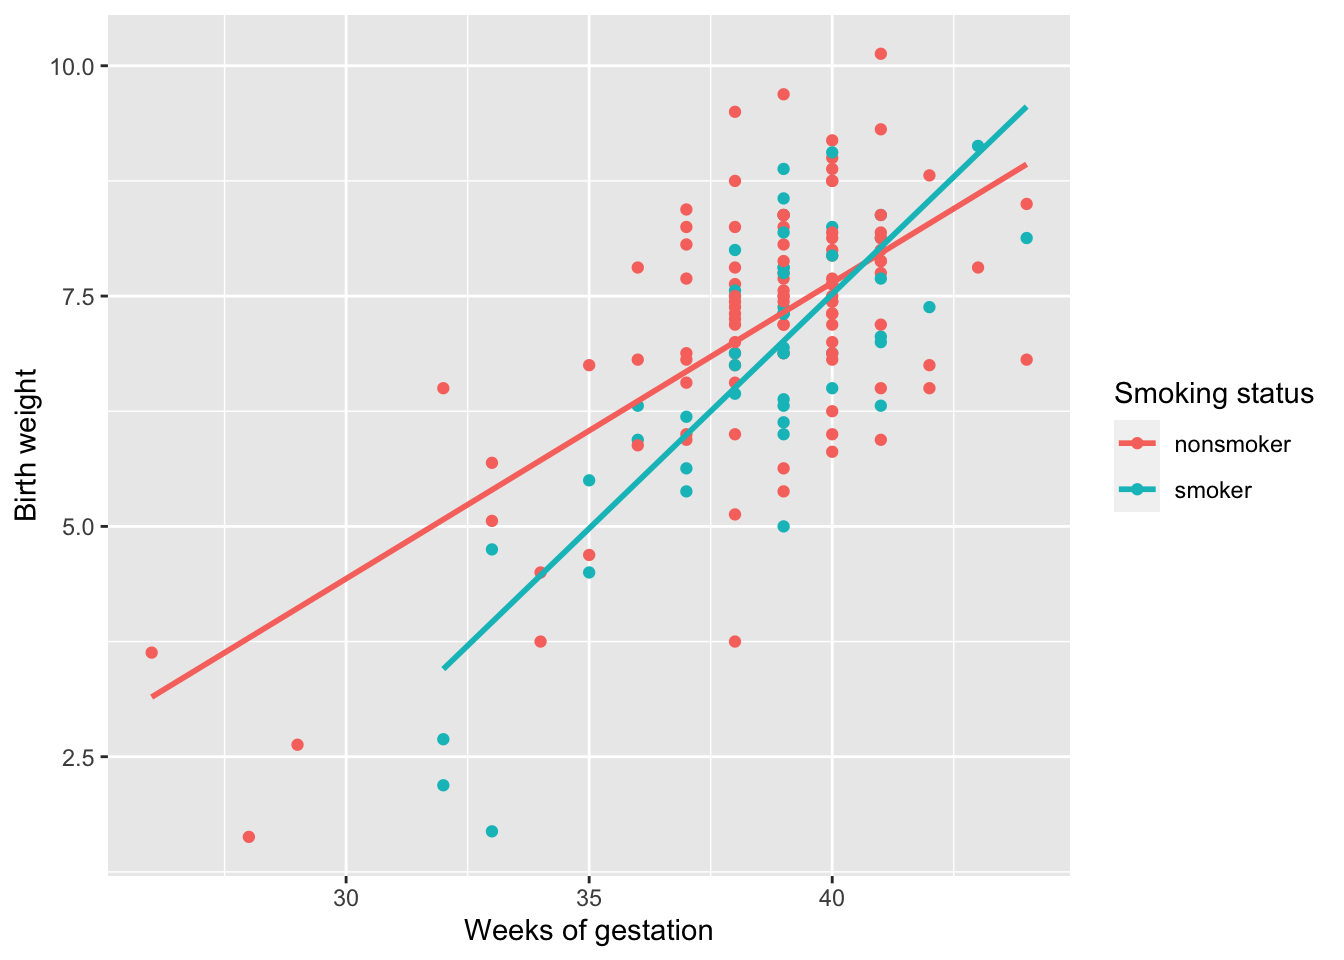 10.0
7.5
5.0
2.5
Birth weight
30 35 40
Weeks of gestation
Smoking status
nonsmoker
smoker